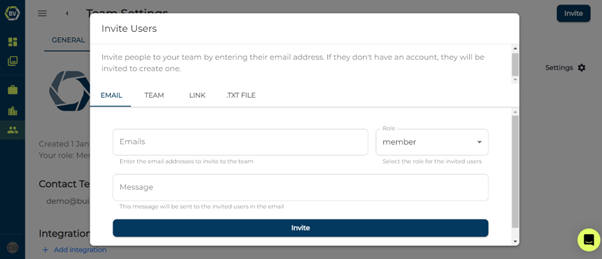 BV
Team Settings
Invite
Invite Users
GENERAL
Invite people to your team by entering their email address. If they don't have an account, they will be
invited to create one.
Settings
EMAIL TEAM LINK .TXT FILE
Role
Emails member
Enter the email addresses to invite to the team Select the role for the invited users
Created 1 Jan
Your role: Mem
Message
Contact Te
This message will be sent to the invited users in the email
demo@bui
Invite
Integration
+ Add integration